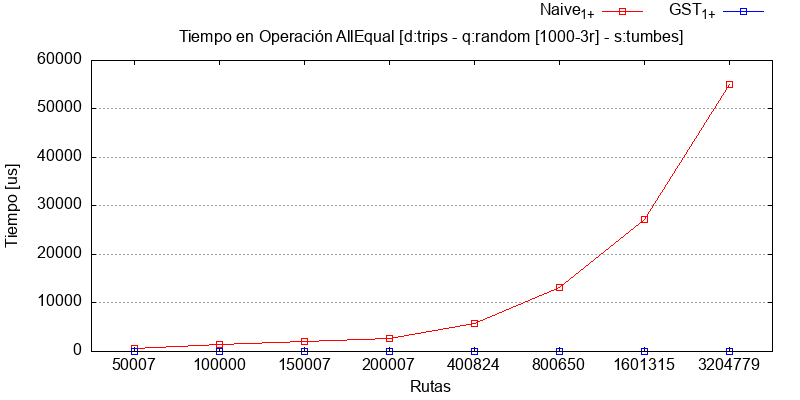 Naive1+ GST1+
Tiempo en Operación AllEqual [d:trips - q:random [1000-3r] - s:tumbes]
60000
50000
40000
30000
20000
10000
0
Tiempo [us]
50007 100000 150007 200007 400824 800650 1601315 3204779
Rutas